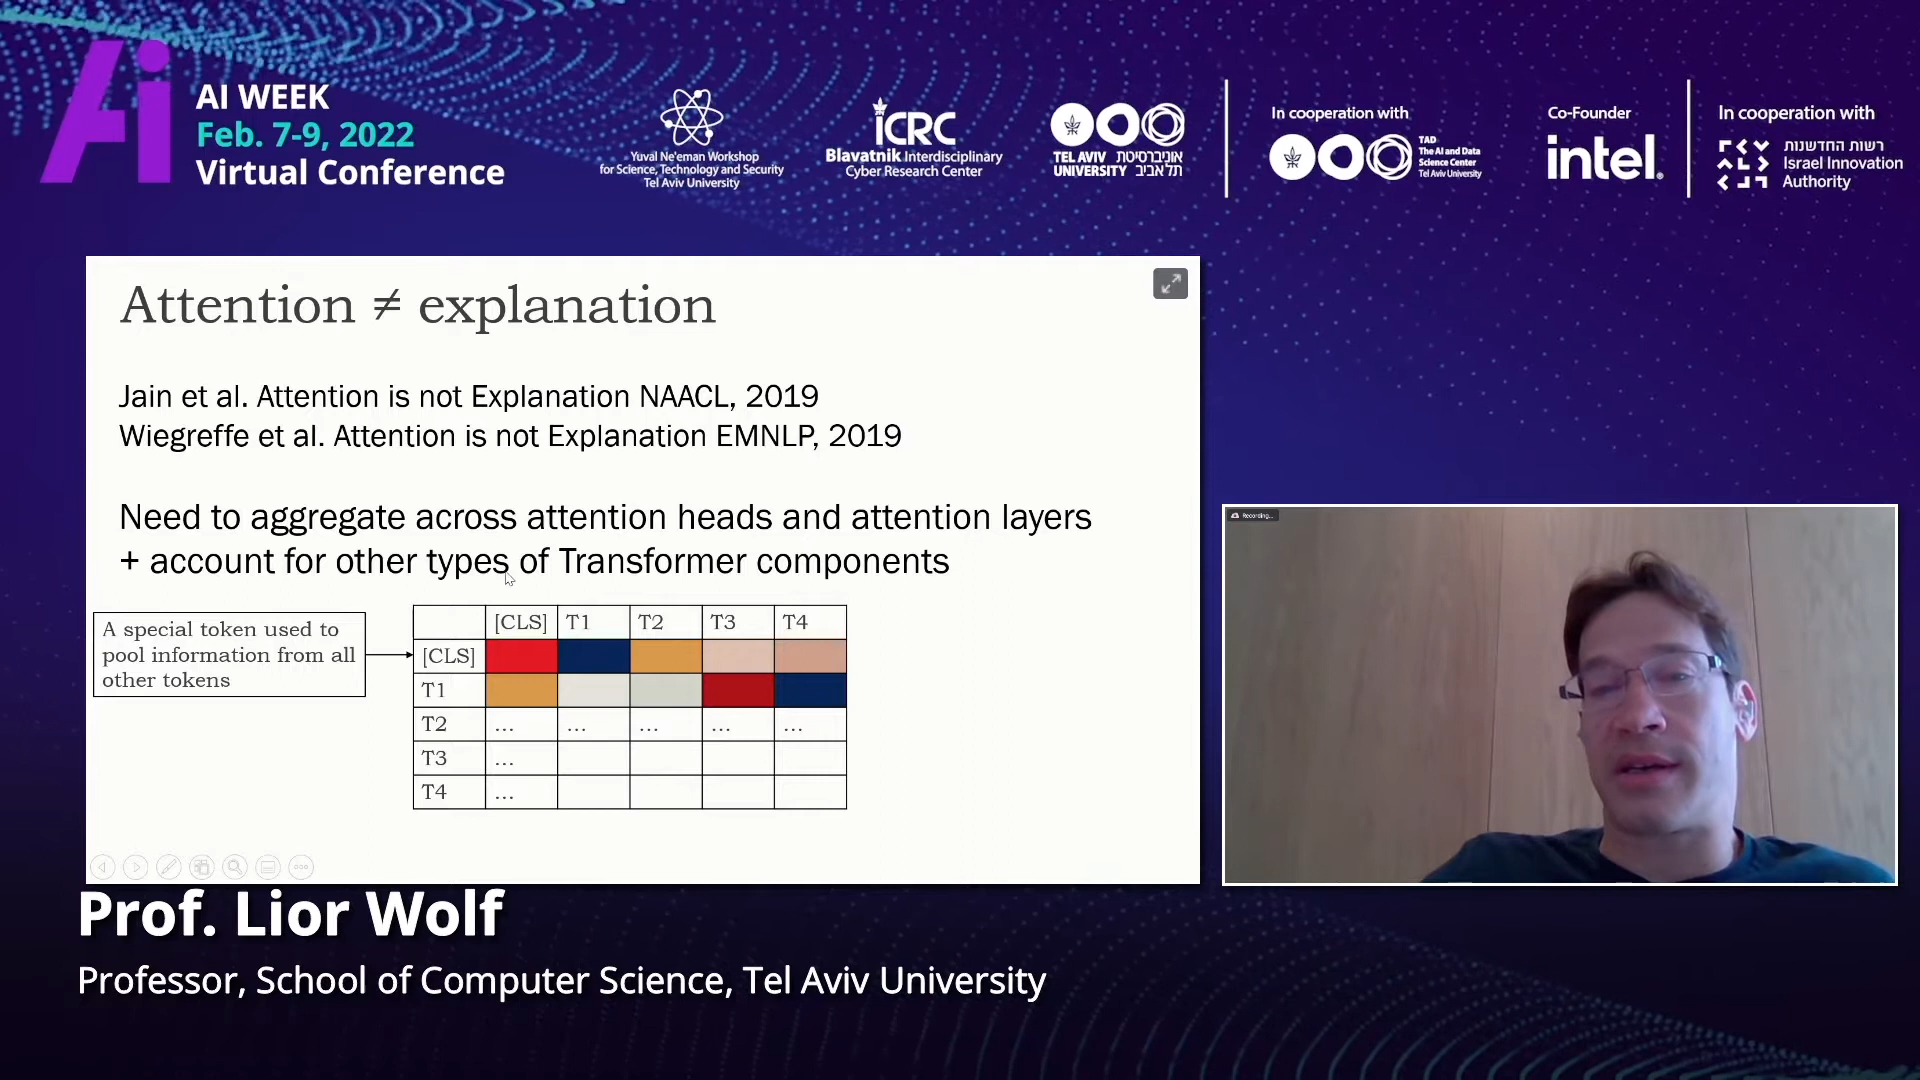 Ai
AI WEEK
Feb. 7-9, 2022
Virtual Conference
Yuval Ne'eman Workshop
for Science, Technology and Security
Tel Aviv University
iCRC
Blavatnik Interdisciplinary
Cyber Research Center
TEL AVIV אוניברסיטת
UNIVERSITY תל אביב
In cooperation with
TAD
The AI and Data
Science Center
Tel Aviv University
Co-Founder
intel.
In cooperation with
רשות החדשנות
Israel Innovation
Authority
Attention ≠ explanation
Jain et al. Attention is not Explanation NAACL, 2019
Wiegreffe et al. Attention is not Explanation EMNLP, 2019
Need to aggregate across attention heads and attention layers
+ account for other types of Transformer components
A special token used to
pool information from all
other tokens
[CLS] T1 T2 T3 T4
[CLS]
T1
T2 ... ... ... ... ...
T3 ...
T4 ...
Recording...
Prof. Lior Wolf
Professor, School of Computer Science, Tel Aviv University